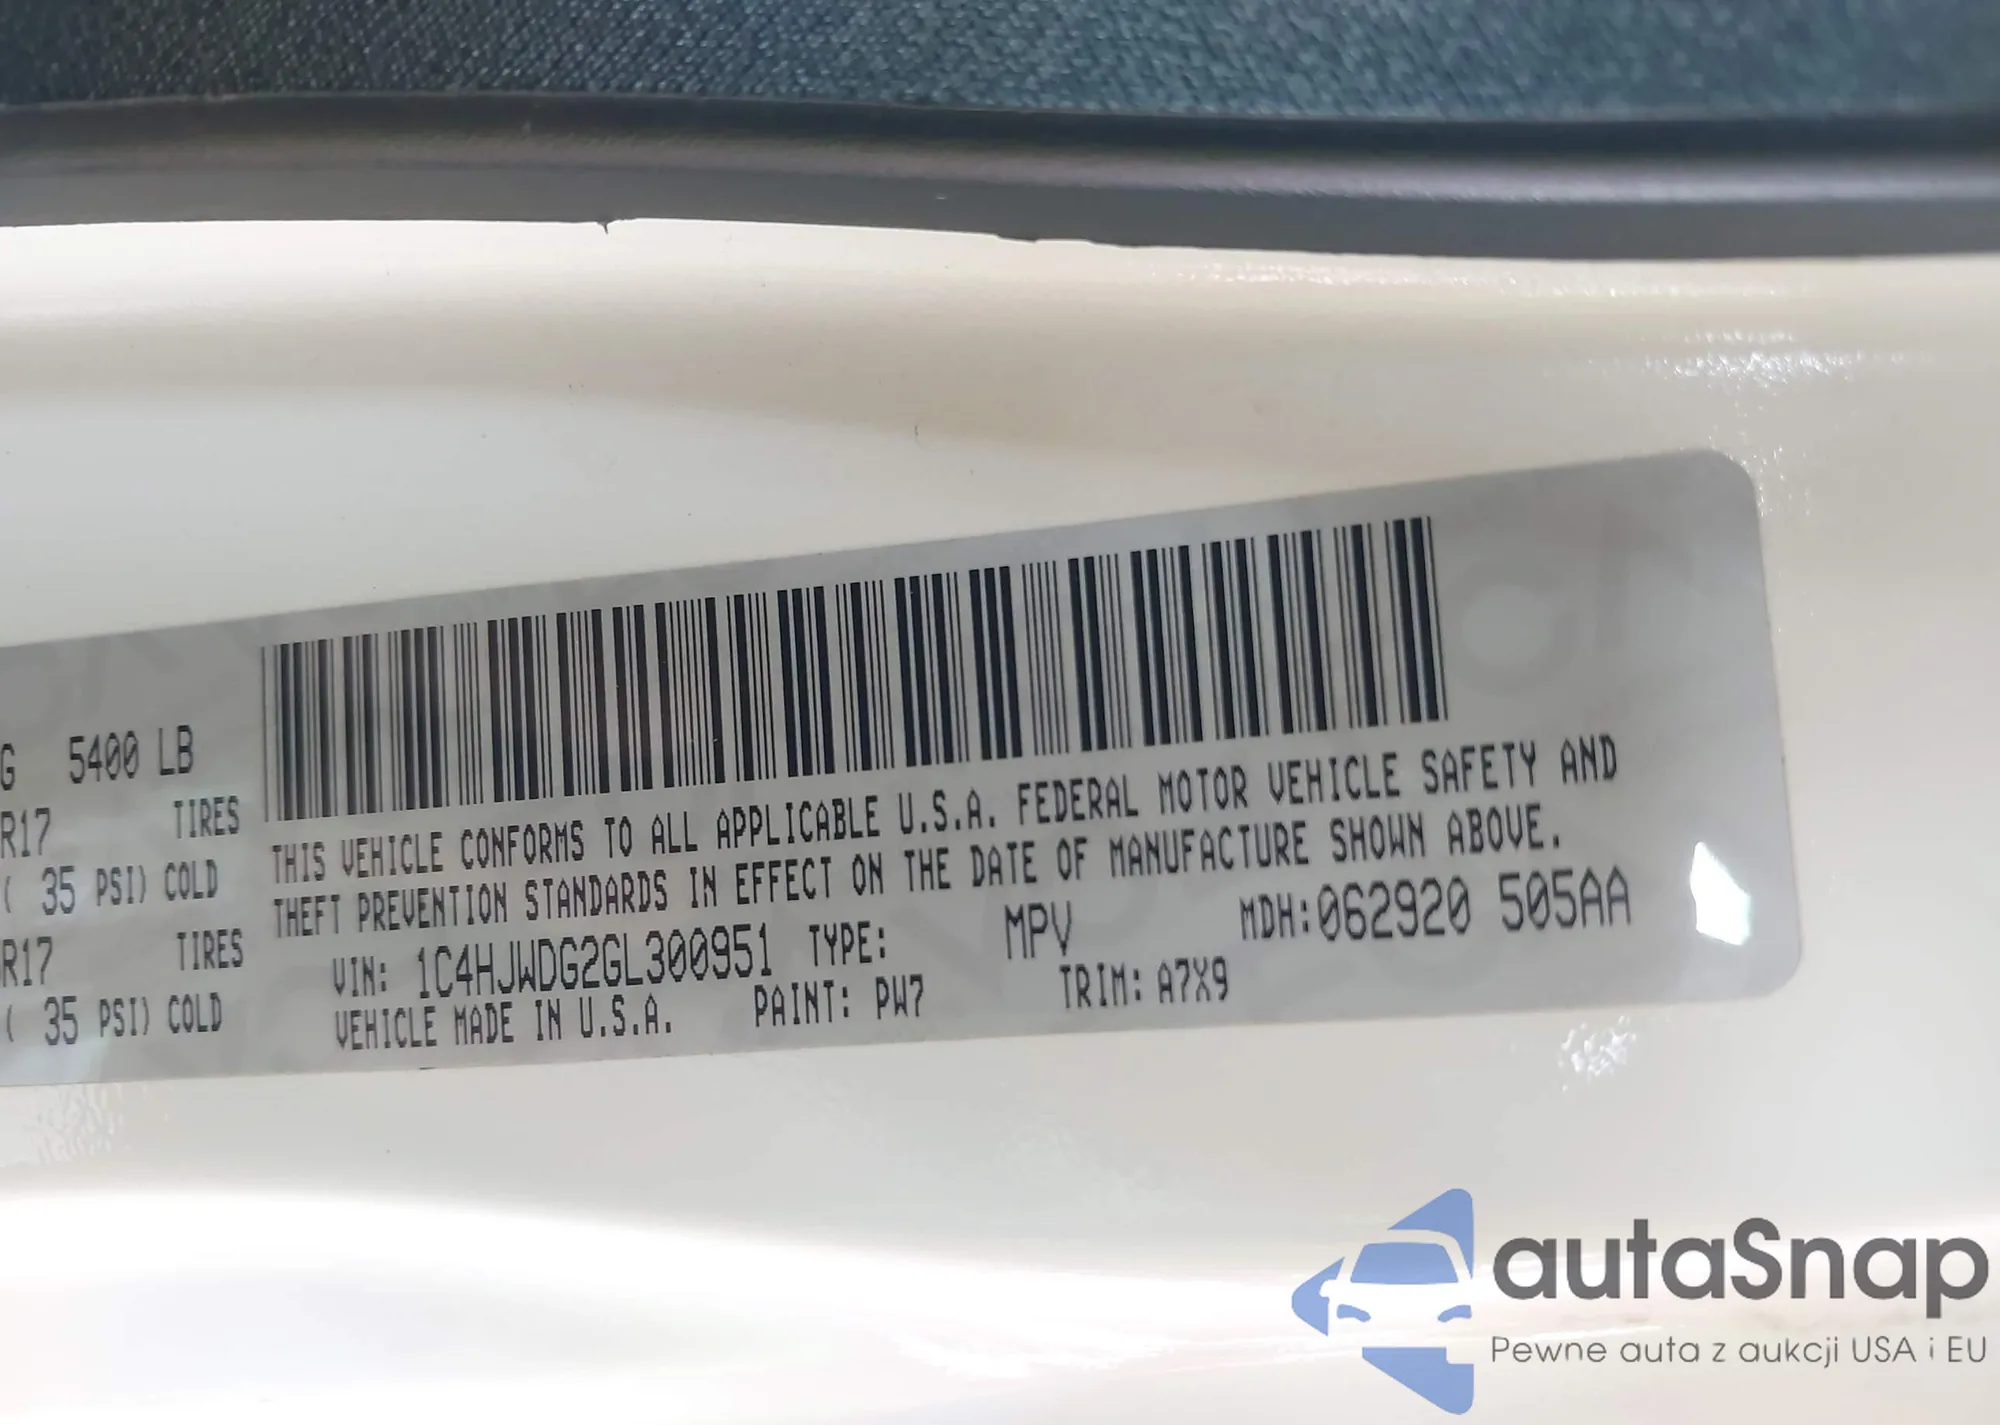 G 5400 LB
R17 TIRES
( 35 PSI) COLD
R17 TIRES
( 35 PSI) COLD
THIS VEHICLE CONFORMS TO ALL APPLICABLE U.S.A. FEDERAL MOTOR VEHICLE SAFETY AND
THEFT PREVENTION STANDARDS IN EFFECT ON THE DATE OF MANUFACTURE SHOWN ABOVE.
VIN: 1C4HJWDG2GL300951 TYPE: MPV MDH:062920 505AA
VEHICLE MADE IN U.S.A. PAINT: PW7 TRIM: A7X9
autaSnap
Pewne auta z aukcji USA i EU